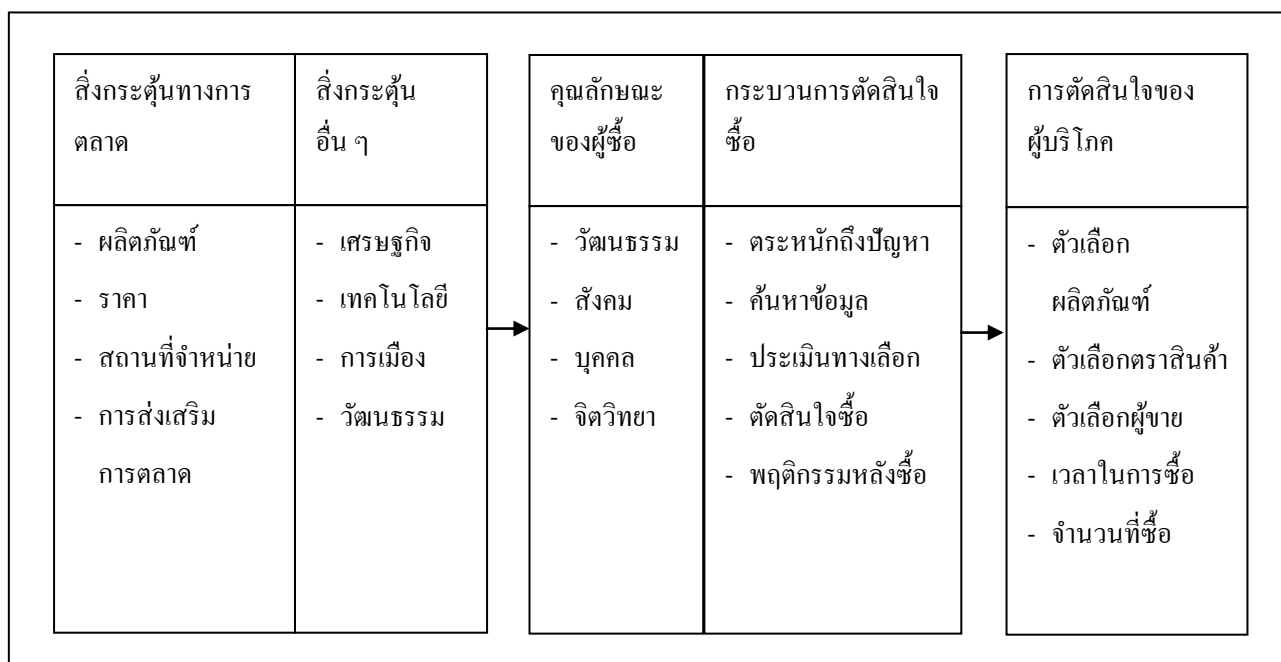 สิ่งกระตุ้นทางการ
ตลาด
สิ่งกระตุ้น
อื่น ๆ
คุณลักษณะ
ของผู้ซื้อ
กระบวนการตัดสินใจ
ซื้อ
การตัดสินใจของ
ผู้บริโภค
- ผลิตภัณฑ์
- ราคา
- สถานที่จำหน่าย
- การส่งเสริม
การตลาด
- เศรษฐกิจ
- เทคโนโลยี
- การเมือง
- วัฒนธรรม
- วัฒนธรรม
- สังคม
- บุคคล
- จิตวิทยา
- ตระหนักถึงปัญหา
- ค้นหาข้อมูล
- ประเมินทางเลือก
- ตัดสินใจซื้อ
- พฤติกรรมหลังซื้อ
- ตัวเลือก
ผลิตภัณฑ์
- ตัวเลือกตราสินค้า
- ตัวเลือกผู้ขาย
- เวลาในการซื้อ
- จำนวนที่ซื้อ